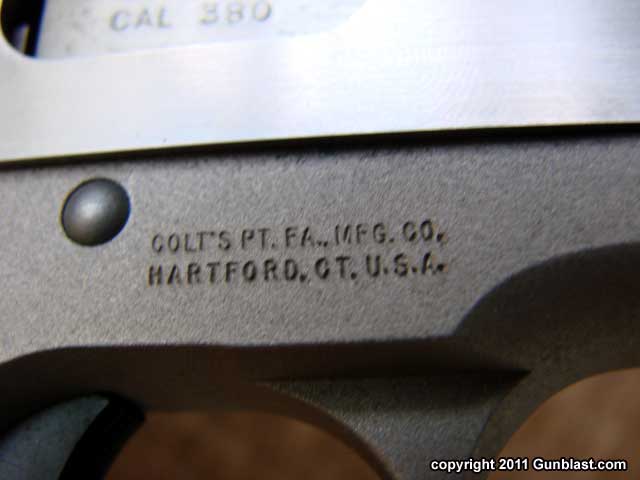 CAL 380
COLT'S PT. FA., MFG. CO.
HARTFORD, CT. U.S.A.
copyright 2011 Gunblast.com